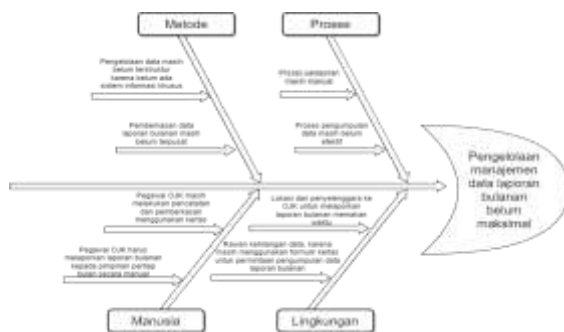 Metode
Proses
Pengelolaan data masih
belum terstruktur
karena belum ada
sistem informasi khusus
Proses pelaporan
masih manual
Pemberkasan data
laporan bulanan masih
belum terpusat
Proses pengumpulan
data masih belum
efektif
Pengelolaan
manajemen
data laporan
bulanan
belum
maksimal
Pegawai OJK masih
melakukan pencatatan
dan pemberkasan
menggunakan kertas
Lokasi dari penyelenggara ke
OJK untuk melaporkan
laporan bulanan memakan
waktu
Pegawai OJK harus
melaporkan laporan bulanan
kepada pimpinan pertiap
bulan secara manual
Rawan kehilangan data, karena
masih menggunakan formulir kertas
untuk permintaan pengumpulan data
laporan bulanan
Manusia
Lingkungan